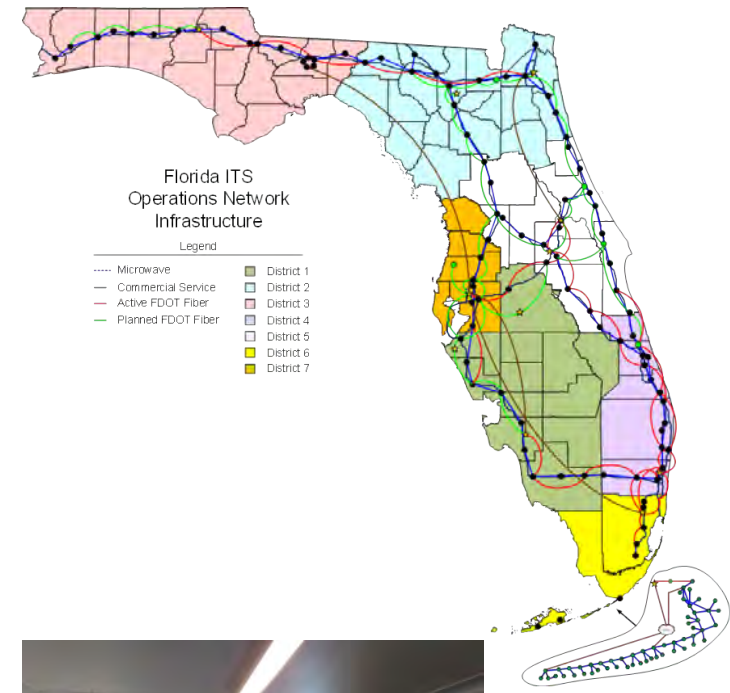 Florida ITS
Operations Network
Infrastructure
Legend
Microwave
Commercial Service
Active FDOT Fiber
Planned FDOT Fiber
District 1
District 2
District 3
District 4
District 5
District 6
District 7